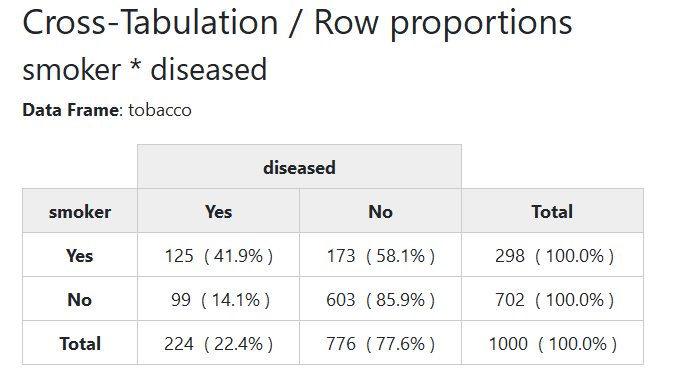 Cross-Tabulation / Row proportions
smoker * diseased
Data Frame: tobacco
diseased
smoker Yes No Total
Yes 125 ( 41.9% ) 173 ( 58.1% ) 298 ( 100.0% )
No 99 ( 14.1% ) 603 ( 85.9% ) 702 ( 100.0% )
Total 224 ( 22.4% ) 776 ( 77.6% ) 1000 ( 100.0% )